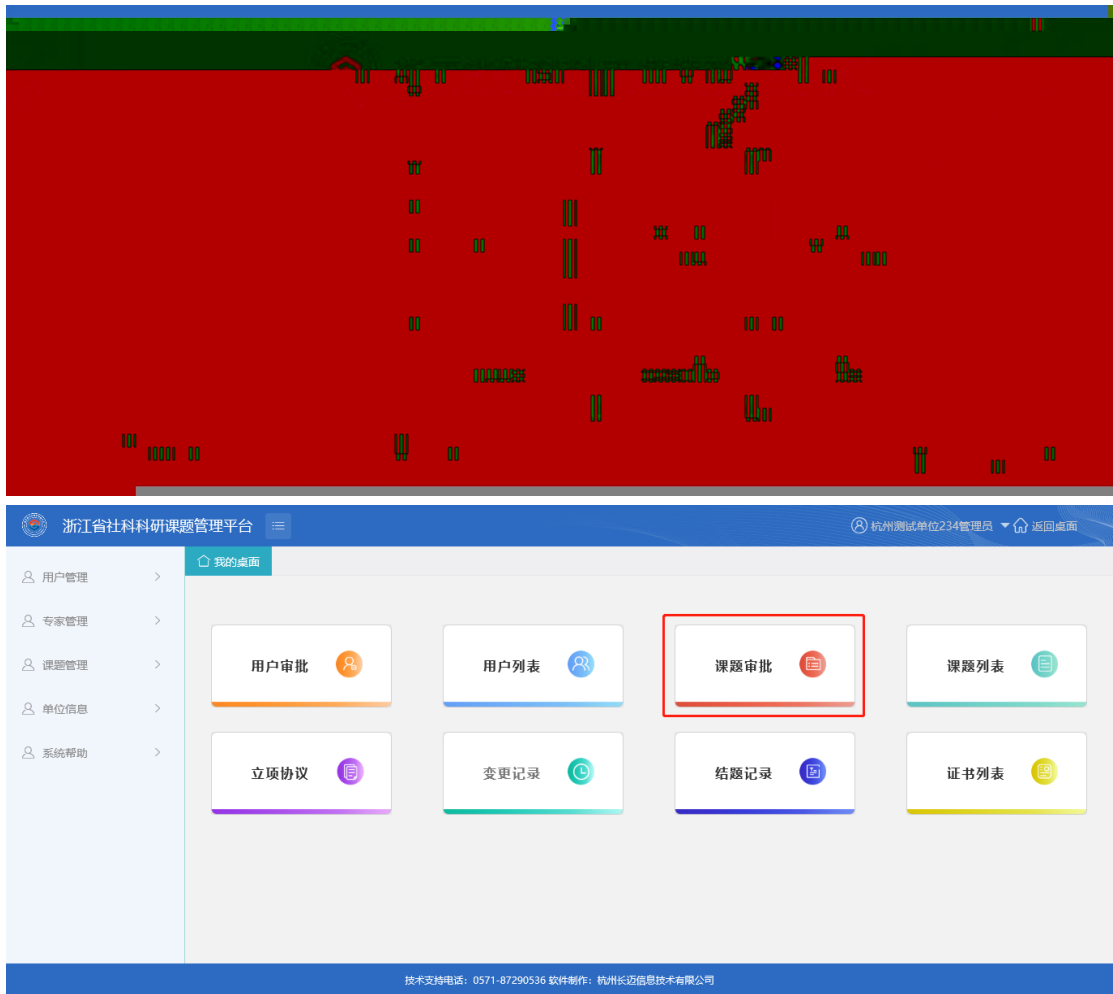 浙江省社科科研课题管理平台
杭州测试单位234管理员 返回桌面
我的桌面
用户管理
专家管理
课题管理
单位信息
系统帮助
用户审批 用户列表 课题审批 课题列表
立项协议 变更记录 结题记录 证书列表
技术支持电话：0571-87290536 软件制作：杭州长迈信息技术有限公司